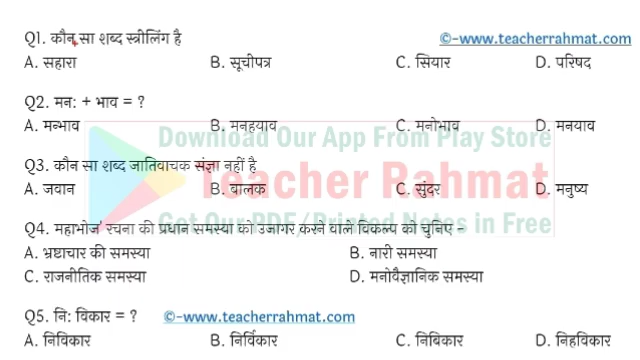 Q1. कौन सा शब्द स्त्रीलिंग है ©-www.teacherrahmat.com
A. सहारा B. सूचीपत्र C. सियार D. परिषद
Q2. मन: + भाव = ?
A. मन्भाव B. मनहयाव C. मनोभाव D. मनयाव
Download Our App From Play Store
Q3. कौन सा शब्द जातिवाचक संज्ञा नहीं है
Teacher Rahmat
A. जवान B. बालक C. सुंदर D. मनुष्य
Get Our PDF/Printed Notes in Free
Q4. महाभोज' रचना की प्रधान समस्या को उजागर करने वाले विकल्प को चुनिए -
A. भ्रष्टाचार की समस्या B. नारी समस्या
C. राजनीतिक समस्या D. मनोवैज्ञानिक समस्या
Q5. नि: विकार = ? ©-www.teacherrahmat.com
A. निविकार B. निर्विकार C. निबिकार D. निहविकार